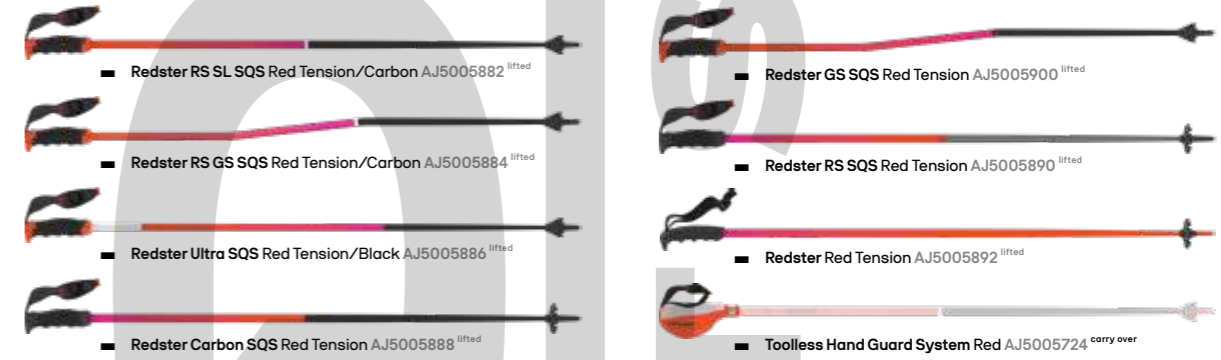 Redster RS SL SQS Red Tension/Carbon AJ5005882 lifted
Redster RS GS SQS Red Tension/Carbon AJ5005884 lifted
Redster Ultra SQS Red Tension/Black AJ5005886 lifted
Redster Carbon SQS Red Tension AJ5005888 lifted
Redster GS SQS Red Tension AJ5005900 lifted
Redster RS SQS Red Tension AJ5005890 lifted
Redster Red Tension AJ5005892 lifted
Toolless Hand Guard System Red AJ5005724 carry over